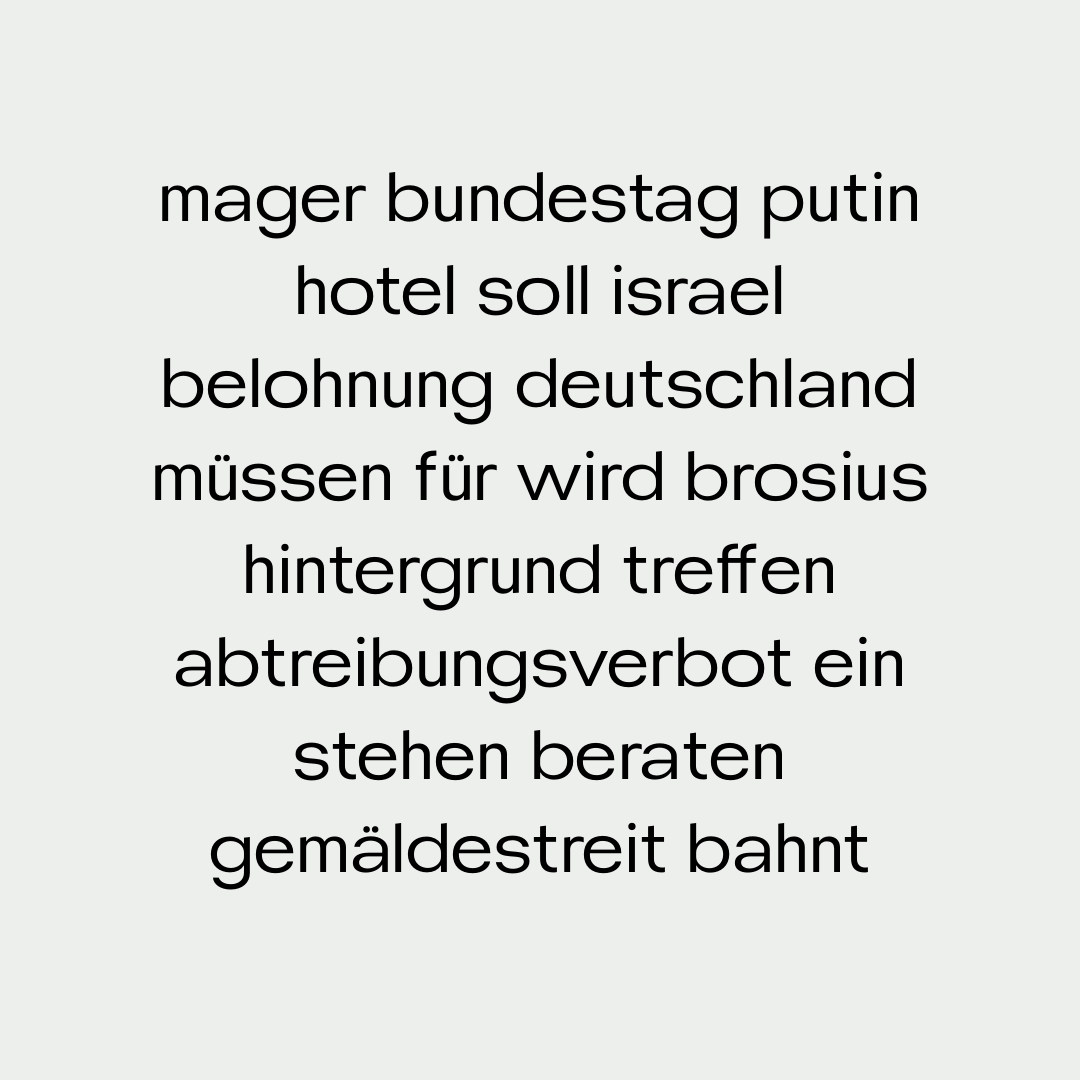 mager bundestag putin
hotel soll israel
belohnung deutschland
müssen für wird brosius
hintergrund treffen
abtreibungsverbot ein
stehen beraten
gemäldestreit bahnt